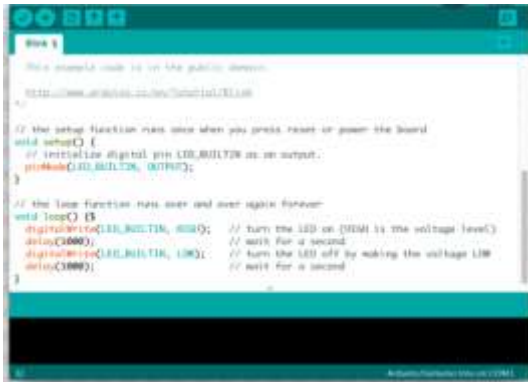 Blink §
This example code is in the public domain.
http://www.arduino.cc/en/Tutorial/Blink
*/
// the setup function runs once when you press reset or power the board
void setup() {
// initialize digital pin LED_BUILTIN as an output.
pinMode(LED_BUILTIN, OUTPUT);
}
// the loop function runs over and over again forever
void loop() {$
digitalWrite(LED_BUILTIN, HIGH); // turn the LED on (HIGH is the voltage level)
delay(1000); // wait for a second
digitalWrite(LED_BUILTIN, LOW); // turn the LED off by making the voltage LOW
delay(1000); // wait for a second
}